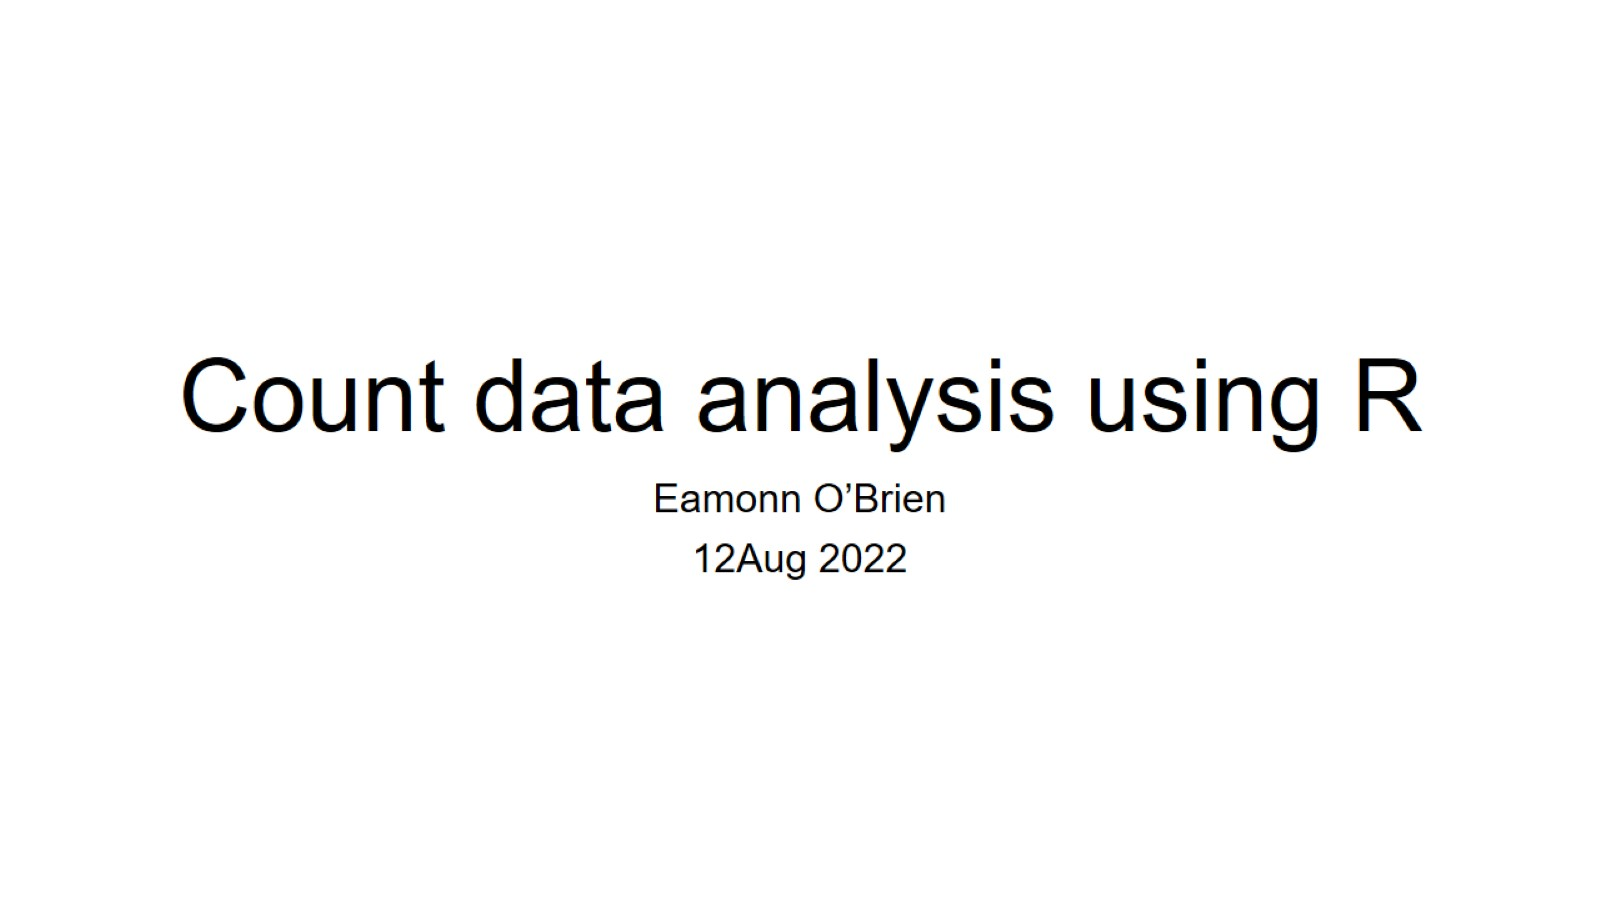 Count data analysis using R
Eamonn O’Brien
12Aug 2022